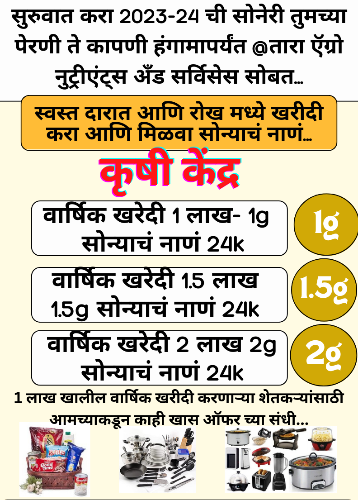 सुरुवात करा 2023-24 ची सोनेरी तुमच्या
पेरणी ते कापणी हंगामापर्यंत @तारा ऍग्रो
नुट्रीएंट्स अँड सर्विसेस सोबत...
स्वस्त दारात आणि रोख मध्ये खरीदी
करा आणि मिळवा सोन्याचं नाणं...
कृषी केंद्र
वार्षिक खरेदी 1 लाख- 1g
सोन्याचं नाणं 24k
1g
वार्षिक खरेदी 1.5 लाख
1.5g सोन्याचं नाणं 24k
1.5g
वार्षिक खरेदी 2 लाख 2g
सोन्याचं नाणं 24k
2g
1 लाख खालील वार्षिक खरीदी करणाऱ्या शेतकऱ्यांसाठी
आमच्याकडून काही खास ऑफर च्या संधी...